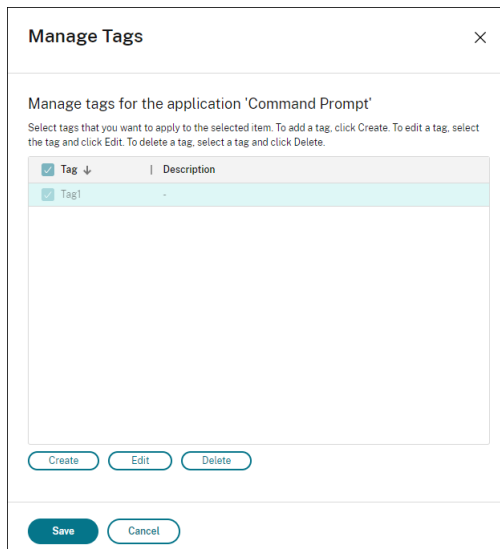 Manage Tags
Manage tags for the application 'Command Prompt'
Select tags that you want to apply to the selected item. To add a tag, click Create. To edit a tag, select
the tag and click Edit. To delete a tag, select a tag and click Delete.
Tag ↓ | Description
Tag1 -
Create Edit Delete
Save Cancel